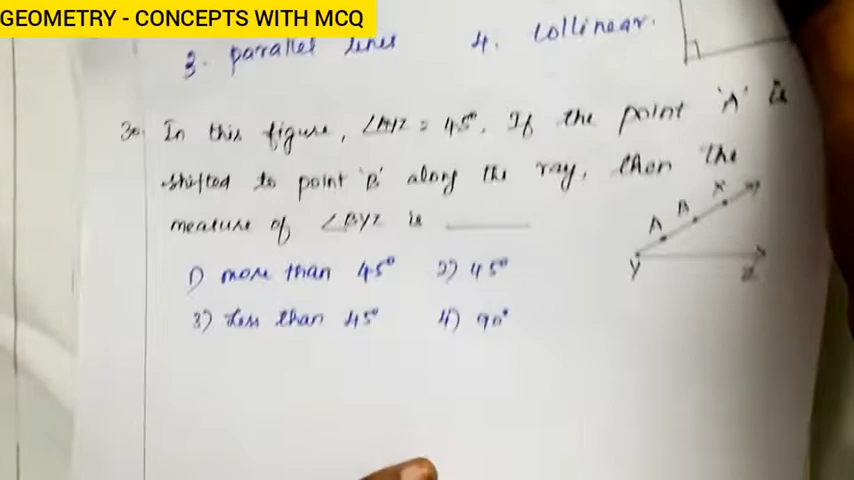 GEOMETRY - CONCEPTS WITH MCQ
3. parallel lines 4. Collinear.
30. In this figure, ∠AYZ = 45°. If the point 'A' is
shifted to point 'B' along the ray, then the
measure of ∠BYZ is ______
1) more than 45° 2) 45°
3) less than 45° 4) 90°
A B X
Y Z